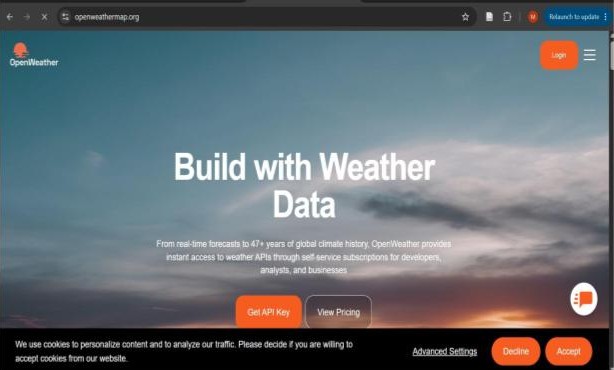 openweathermap.org
M
Relaunch to update
OpenWeather
Login
Build with Weather
Data
From real-time forecasts to 47+ years of global climate history, OpenWeather provides
instant access to weather APIs through self-service subscriptions for developers,
analysts, and businesses
Get API Key
View Pricing
We use cookies to personalize content and to analyze our traffic. Please decide if you are willing to
accept cookies from our website.
Advanced Settings
Decline
Accept